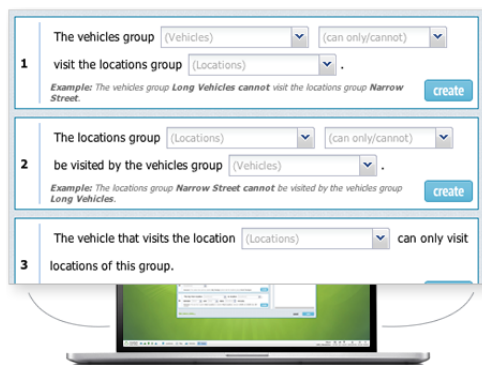 The vehicles group (Vehicles) (can only/cannot)
1 visit the locations group (Locations) .
Example: The vehicles group Long Vehicles cannot visit the locations group Narrow
Street. create
The locations group (Locations) (can only/cannot)
2 be visited by the vehicles group (Vehicles) .
Example: The locations group Narrow Street cannot be visited by the vehicles group
Long Vehicles. create
The vehicle that visits the location (Locations) can only visit
3 locations of this group.